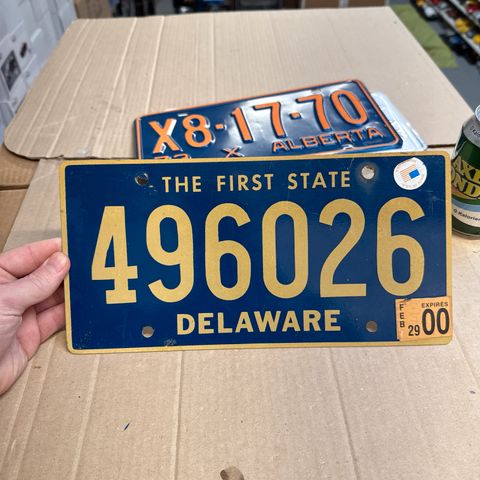 X8-17-70
ALBERTA
THE FIRST STATE
496026
DELAWARE
FEB
29
EXPIRES
00